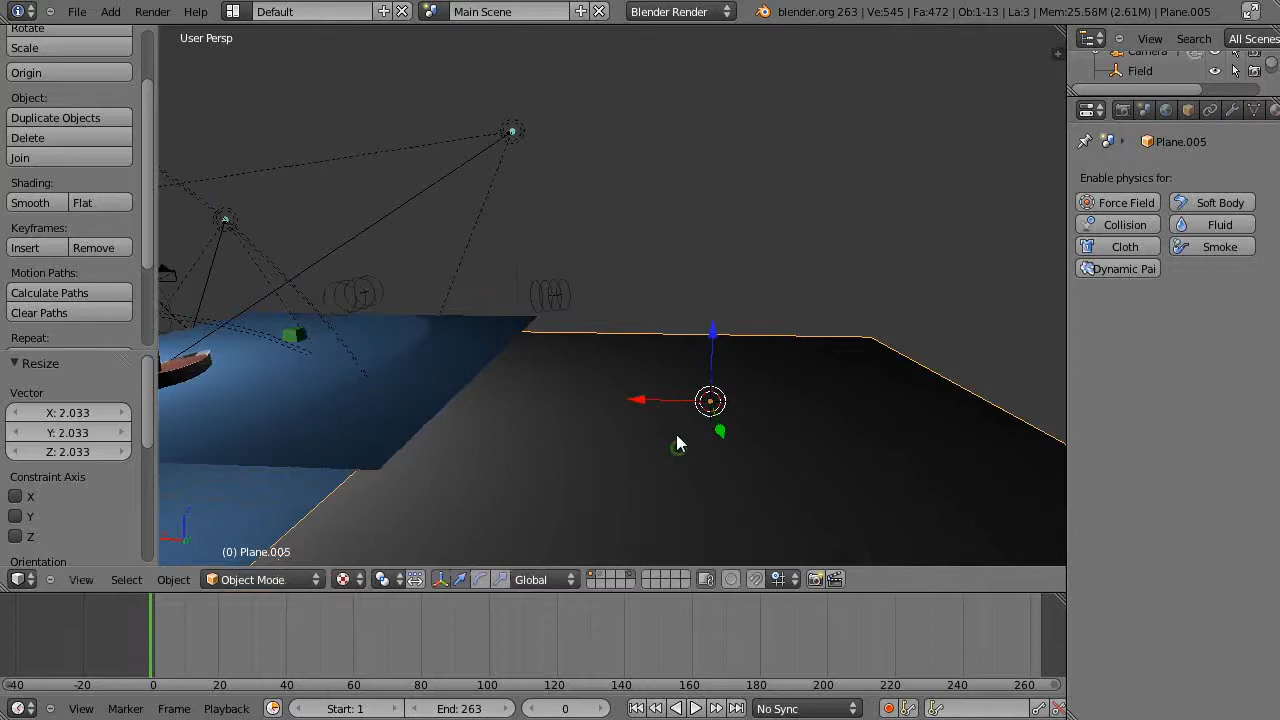 File Add Render Help Default Main Scene Blender Render blender.org 263 | Ve:545 | Fa:472 | Ob:1-13 | La:3 | Mem:25.56M (2.61M) | Plane.005
Rotate
Scale
Origin
Object:
Duplicate Objects
Delete
Join
Shading:
Smooth Flat
Keyframes:
Insert Remove
Motion Paths:
Calculate Paths
Clear Paths
Repeat:
Resize
Vector
X: 2.033
Y: 2.033
Z: 2.033
Constraint Axis
X
Y
Z
Orientation
User Persp
(0) Plane.005
View Search All Scenes
Camera
Field
Plane.005
Enable physics for:
Force Field Soft Body
Collision Fluid
Cloth Smoke
Dynamic Pai
View Select Object Object Mode Global
-40 -20 0 20 40 60 80 100 120 140 160 180 200 220 240 260
View Marker Frame Playback Start: 1 End: 263 0 No Sync